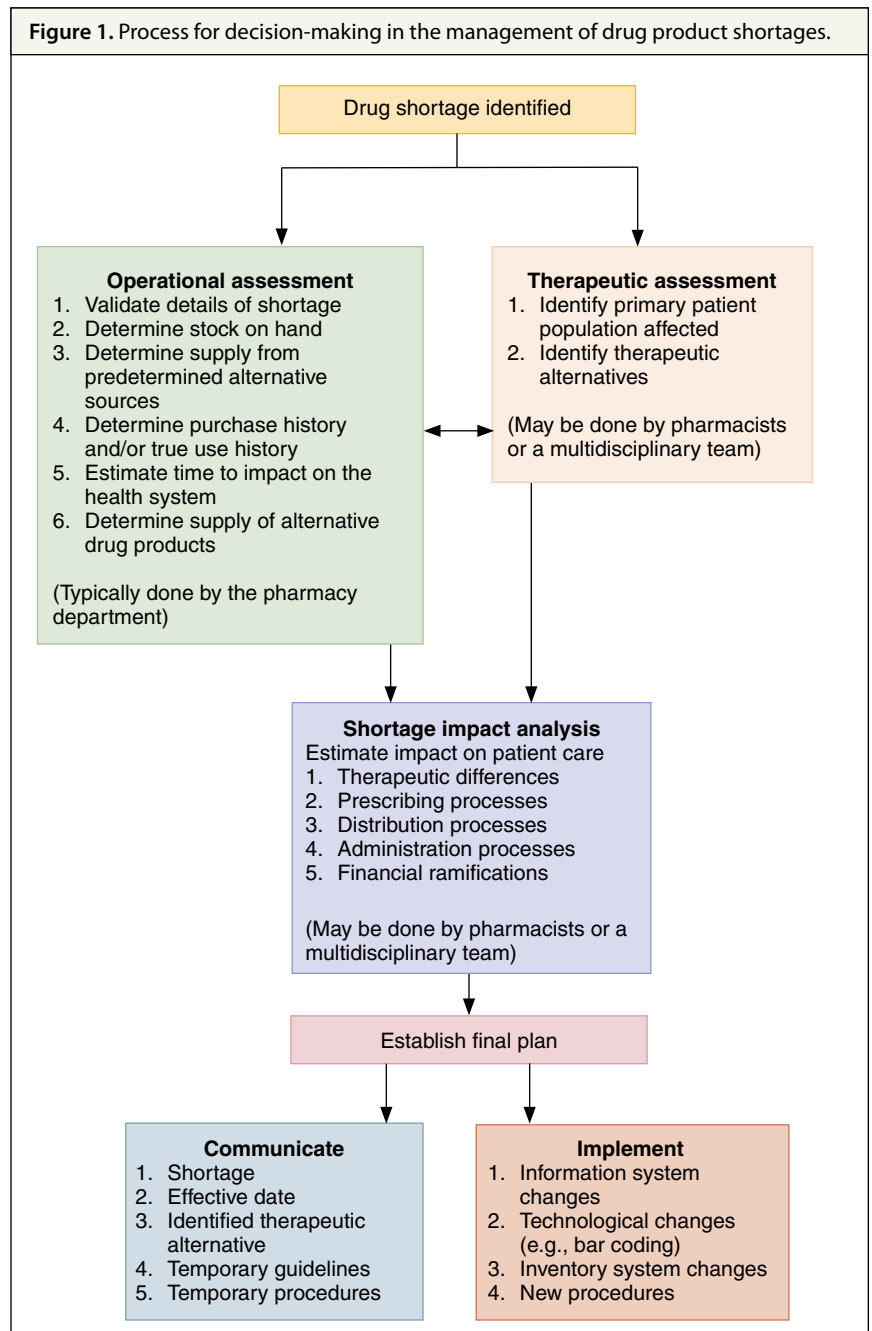 Figure 1. Process for decision-making in the management of drug product shortages.
Drug shortage identified
Operational assessment
1. Validate details of shortage
2. Determine stock on hand
3. Determine supply from
predetermined alternative
sources
4. Determine purchase history
and/or true use history
5. Estimate time to impact on the
health system
6. Determine supply of alternative
drug products
(Typically done by the pharmacy
department)
Therapeutic assessment
1. Identify primary patient
population affected
2. Identify therapeutic
alternatives
(May be done by pharmacists
or a multidisciplinary team)
Shortage impact analysis
Estimate impact on patient care
1. Therapeutic differences
2. Prescribing processes
3. Distribution processes
4. Administration processes
5. Financial ramifications
(May be done by pharmacists or a
multidisciplinary team)
Establish final plan
Communicate
1. Shortage
2. Effective date
3. Identified therapeutic
alternative
4. Temporary guidelines
5. Temporary procedures
Implement
1. Information system
changes
2. Technological changes
(e.g., bar coding)
3. Inventory system changes
4. New procedures